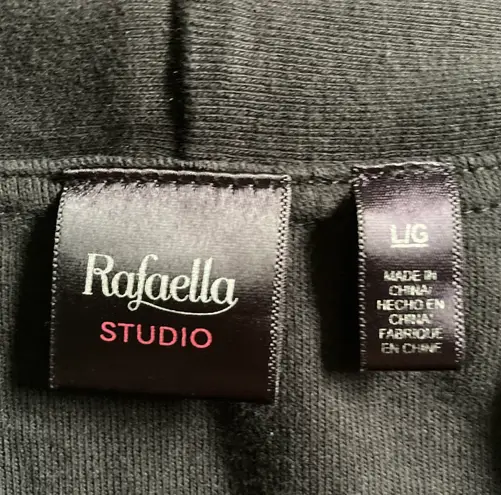 Rafaella
STUDIO
L/G
MADE IN
CHINA/
HECHO EN
CHINA/
FABRIQUE
EN CHINE